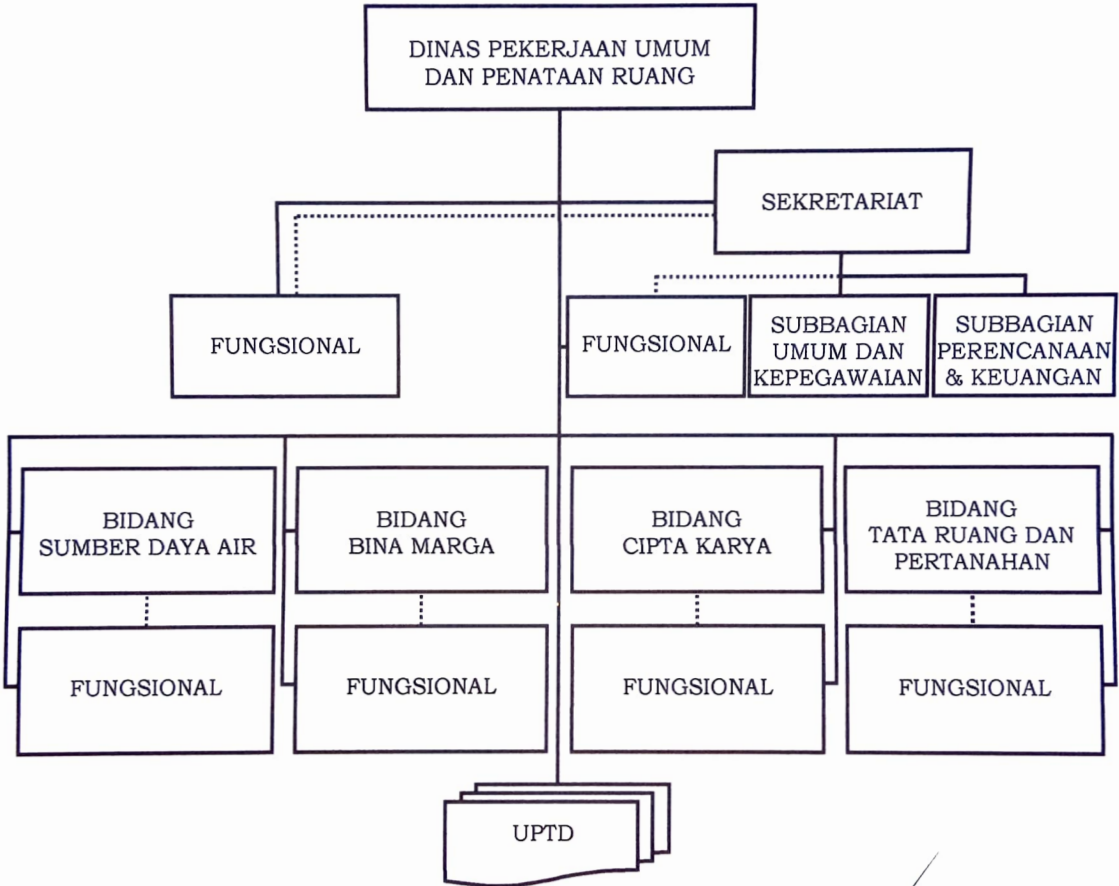 DINAS PEKERJAAN UMUM
DAN PENATAAN RUANG
SEKRETARIAT
FUNGSIONAL
FUNGSIONAL
SUBBAGIAN
UMUM DAN
KEPEGAWAIAN
SUBBAGIAN
PERENCANAAN
& KEUANGAN
BIDANG
SUMBER DAYA AIR
BIDANG
BINA MARGA
BIDANG
CIPTA KARYA
BIDANG
TATA RUANG DAN
PERTANAHAN
FUNGSIONAL
FUNGSIONAL
FUNGSIONAL
FUNGSIONAL
UPTD